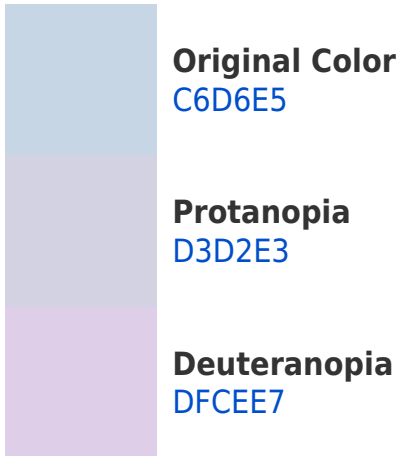 Original Color
C6D6E5
Protanopia
D3D2E3
Deuteranopia
DFCEE7